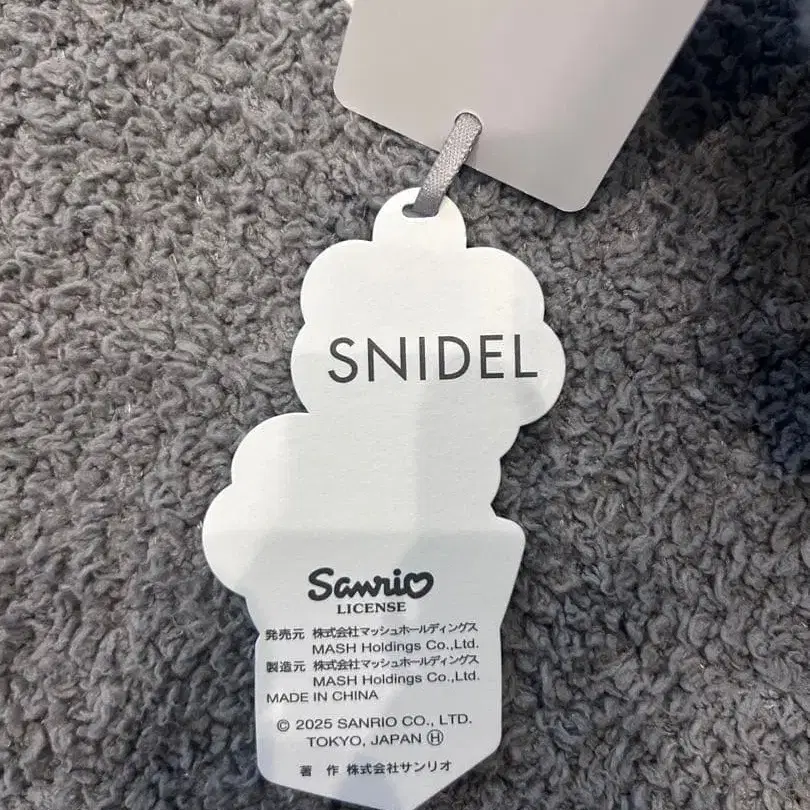 SNIDEL
Sanrio
LICENSE
発売元 株式会社マッシュホールディングス
MASH Holdings Co.,Ltd.
製造元 株式会社マッシュホールディングス
MASH Holdings Co.,Ltd.
MADE IN CHINA
© 2025 SANRIO CO., LTD.
TOKYO, JAPAN Ⓗ
著 作 株式会社サンリオ